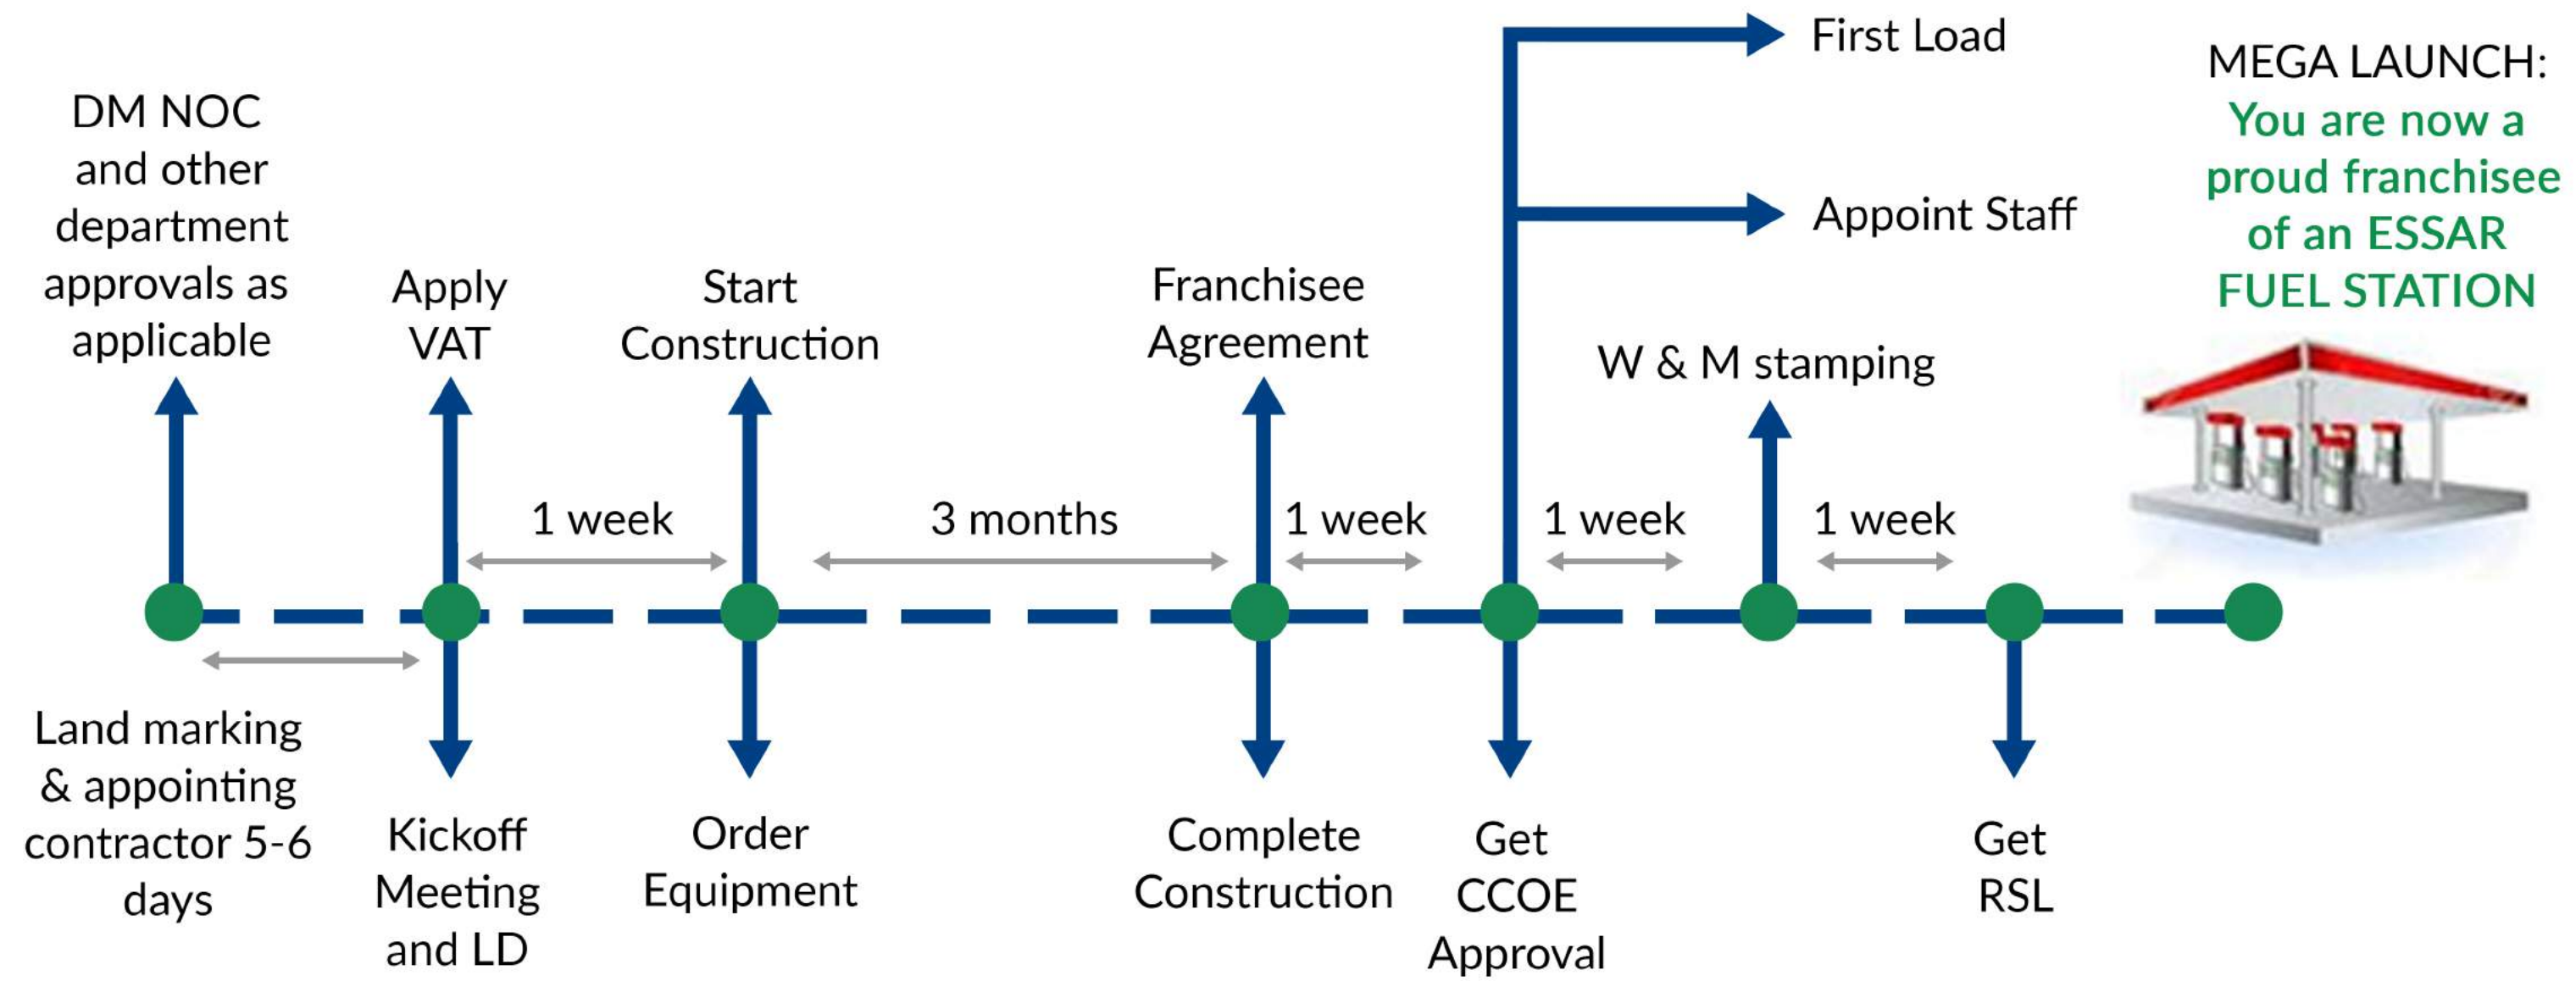 DM NOC
and other
department
approvals as
applicable
Apply
VAT
Start
Construction
Franchisee
Agreement
First Load
Appoint Staff
W & M stamping
MEGA LAUNCH:
You are now a
proud franchisee
of an ESSAR
FUEL STATION
1 week
3 months
1 week
1 week
1 week
Land marking
& appointing
contractor 5-6
days
Kickoff
Meeting
and LD
Order
Equipment
Complete
Construction
Get
CCOE
Approval
Get
RSL